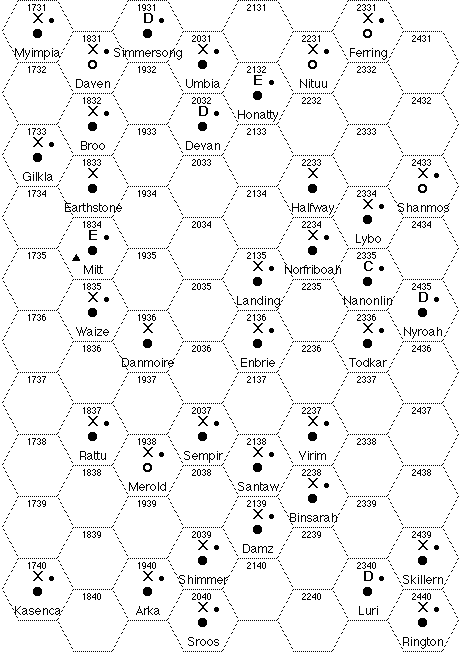 1731 1931 2131 2331
X D X
Myimpia 1831 Simmersong 2031 2231 Ferring 2431
X X X
1732 Daven 1932 Umbia 2132 Nituu 2332
E
1832 2032 Honatty 2232 2432
X D
1733 Broo 1933 Devan 2133 2333
X
Gilkla 1833 2033 2233 2433
X X X
1734 Earthstone 1934 2134 Halfway 2334 Shanmos
X
1834 2034 2234 Lybo 2434
E X
1735 Mitt 1935 2135 Norfriboah 2335
X C
1835 2035 Landing 2235 Nanonlin 2435
X D
1736 Waize 1936 2136 2336 Nyroah
X X X
1836 Danmoire 2036 Enbrie 2236 Todkar 2436
1737 1937 2137 2337
1837 2037 2237 2437
X X X
1738 Rattu 1938 Sempir 2138 Virim 2338
X X
1838 Merold 2038 Santaw 2238 2438
X
1739 1939 2139 Binsarah 2339
X
1839 2039 Damz 2239 2439
X X
1740 1940 Shimmer 2140 2340 Skillern
X X D
Kasenca 1840 Arka 2040 2240 Luri 2440
X X
Sroos Rington